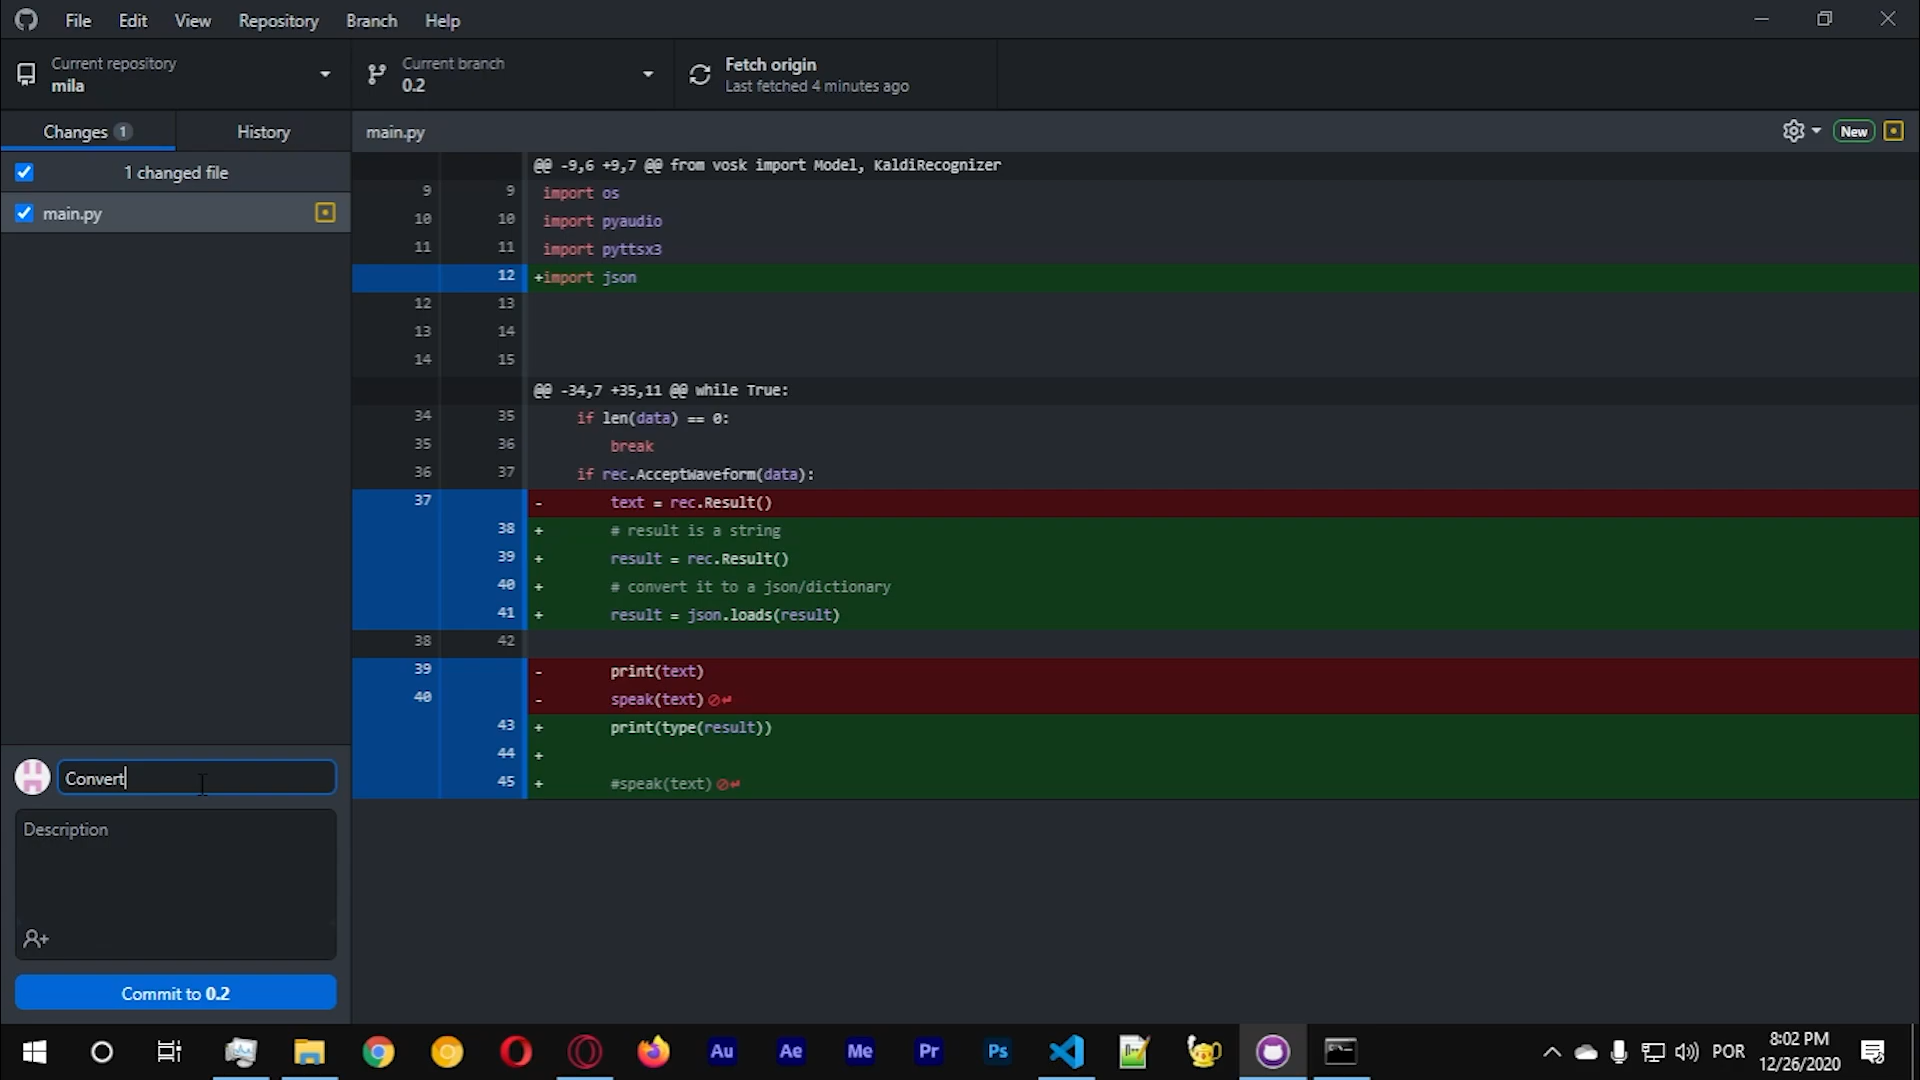 File Edit View Repository Branch Help
Current repository
mila
Current branch
0.2
Fetch origin
Last fetched 4 minutes ago
Changes 1
History
main.py
New
1 changed file
main.py
@@ -9,6 +9,7 @@ from vosk import Model, KaldiRecognizer
9 9 import os
10 10 import pyaudio
11 11 import pyttsx3
12 +import json
12 13
13 14
14 15
@@ -34,7 +35,11 @@ while True:
34 35 if len(data) == 0:
35 36 break
36 37 if rec.AcceptWaveform(data):
37 - text = rec.Result()
38 + # result is a string
39 + result = rec.Result()
40 + # convert it to a json/dictionary
41 + result = json.loads(result)
38 42
39 - print(text)
40 - speak(text)
43 + print(type(result))
44 +
45 + #speak(text)
Convert
Description
Commit to 0.2
Au Ae Me Pr Ps
POR
8:02 PM
12/26/2020